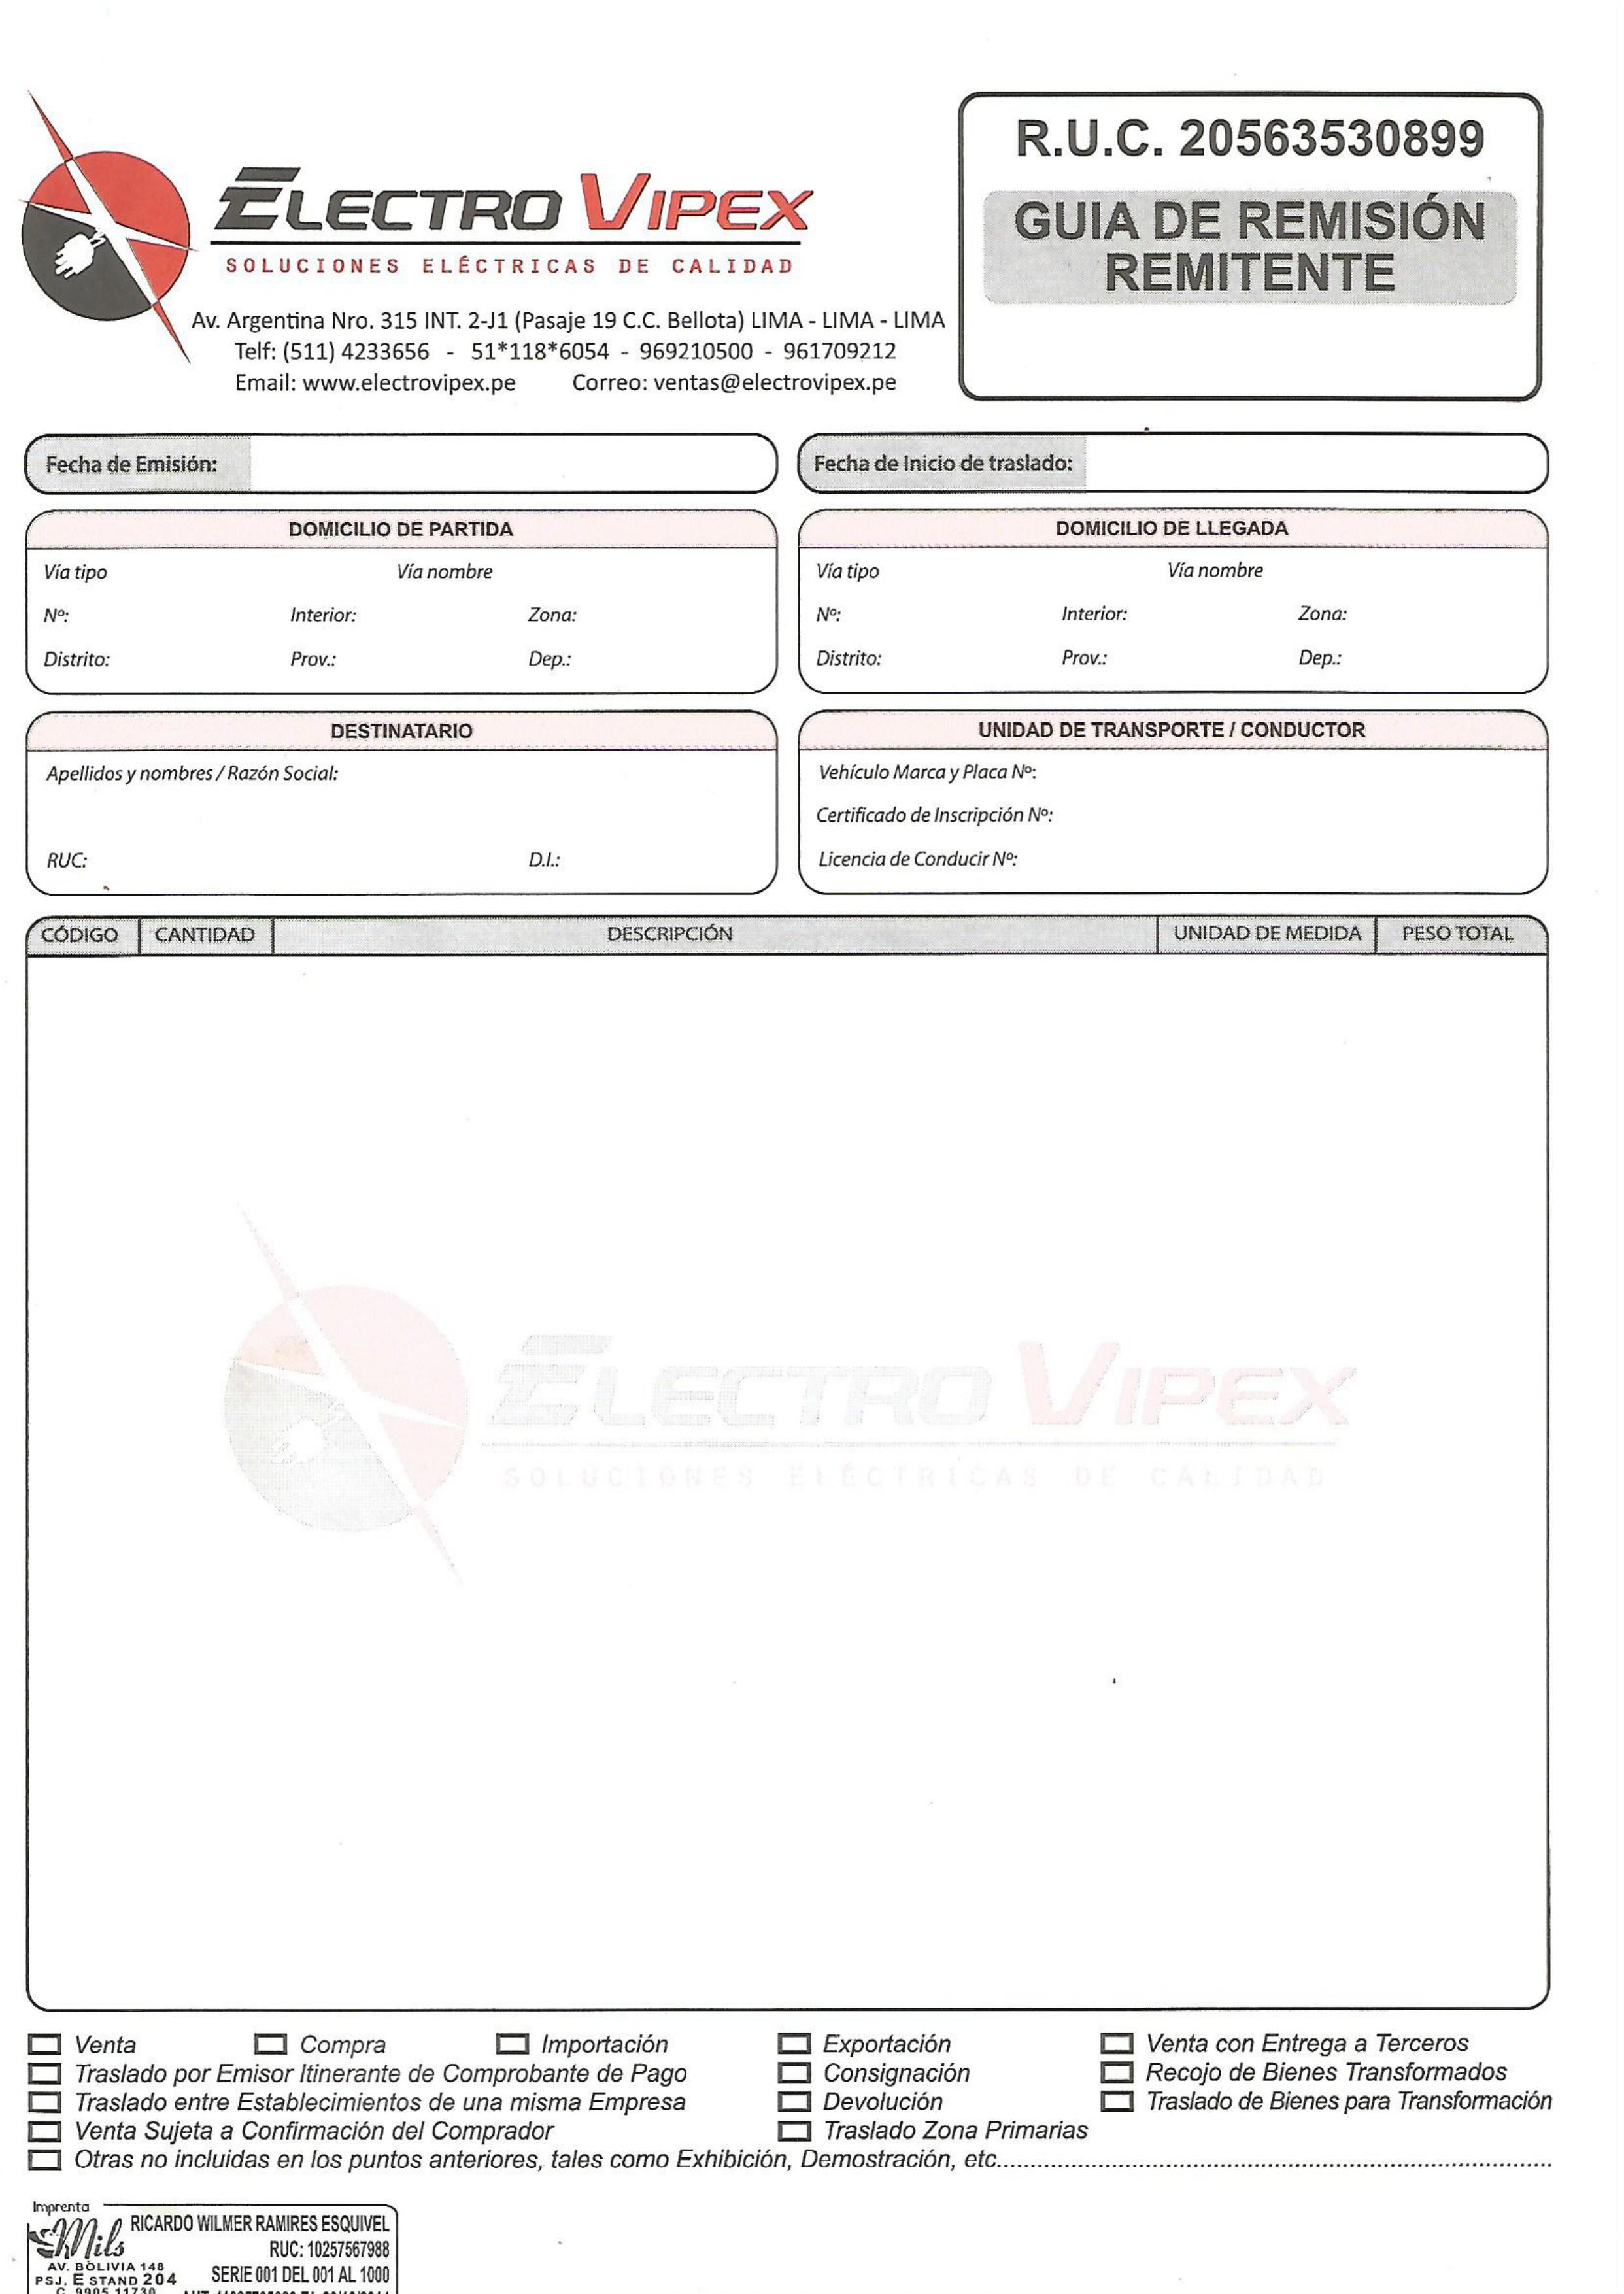 ELECTRO VIPEX
SOLUCIONES ELÉCTRICAS DE CALIDAD
Av. Argentina Nro. 315 INT. 2-J1 (Pasaje 19 C.C. Bellota) LIMA - LIMA - LIMA
Telf: (511) 4233656 - 51*118*6054 - 969210500 - 961709212
Email: www.electrovipex.pe Correo: ventas@electrovipex.pe
R.U.C. 20563530899
GUIA DE REMISIÓN
REMITENTE
Fecha de Emisión:
Fecha de Inicio de traslado:
DOMICILIO DE PARTIDA
Vía tipo Vía nombre
Nº: Interior: Zona:
Distrito: Prov.: Dep.:
DOMICILIO DE LLEGADA
Vía tipo Vía nombre
Nº: Interior: Zona:
Distrito: Prov.: Dep.:
DESTINATARIO
Apellidos y nombres / Razón Social:
RUC: D.I.:
UNIDAD DE TRANSPORTE / CONDUCTOR
Vehículo Marca y Placa Nº:
Certificado de Inscripción Nº:
Licencia de Conducir Nº:
CÓDIGO CANTIDAD DESCRIPCIÓN UNIDAD DE MEDIDA PESO TOTAL
ELECTRO VIPEX
SOLUCIONES ELÉCTRICAS DE CALIDAD
Venta Compra Importación Exportación Venta con Entrega a Terceros
Traslado por Emisor Itinerante de Comprobante de Pago Consignación Recojo de Bienes Transformados
Traslado entre Establecimientos de una misma Empresa Devolución Traslado de Bienes para Transformación
Venta Sujeta a Confirmación del Comprador Traslado Zona Primarias
Otras no incluidas en los puntos anteriores, tales como Exhibición, Demostración, etc.
Imprenta
Mils
AV. BOLIVIA 148
PSJ. E STAND 204
C. 9905 11730
RICARDO WILMER RAMIRES ESQUIVEL
RUC: 10257567988
SERIE 001 DEL 001 AL 1000